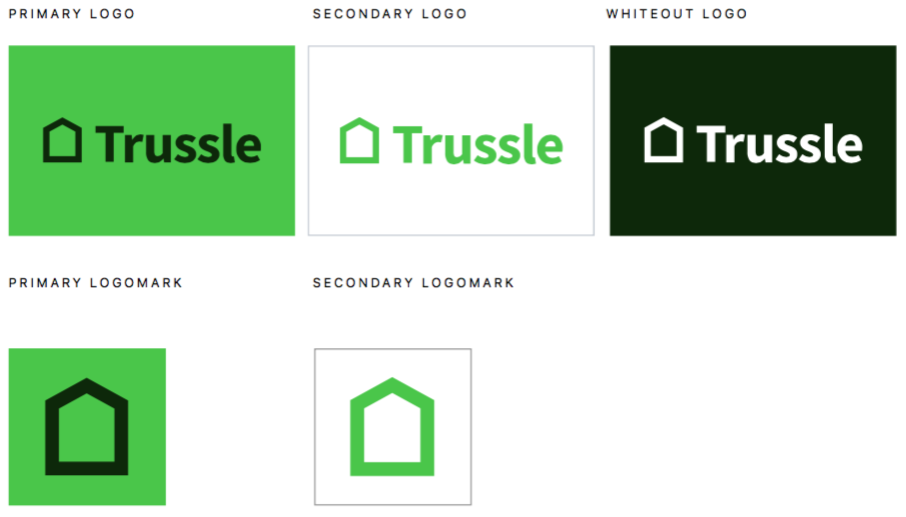 PRIMARY LOGO
SECONDARY LOGO
WHITEOUT LOGO
Trussle
Trussle
Trussle
PRIMARY LOGOMARK
SECONDARY LOGOMARK